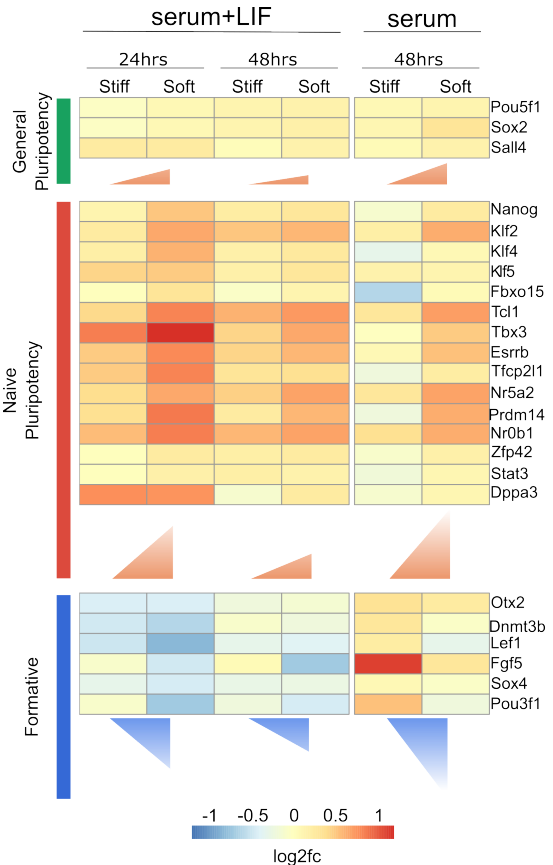 serum+LIF serum
24hrs 48hrs 48hrs
Stiff Soft Stiff Soft Stiff Soft
General
Pluripotency
Pou5f1
Sox2
Sall4
Naive
Pluripotency
Nanog
Klf2
Klf4
Klf5
Fbxo15
Tcl1
Tbx3
Esrrb
Tfcp2l1
Nr5a2
Prdm14
Nr0b1
Zfp42
Stat3
Dppa3
Formative
Otx2
Dnmt3b
Lef1
Fgf5
Sox4
Pou3f1
-1 -0.5 0 0.5 1
log2fc